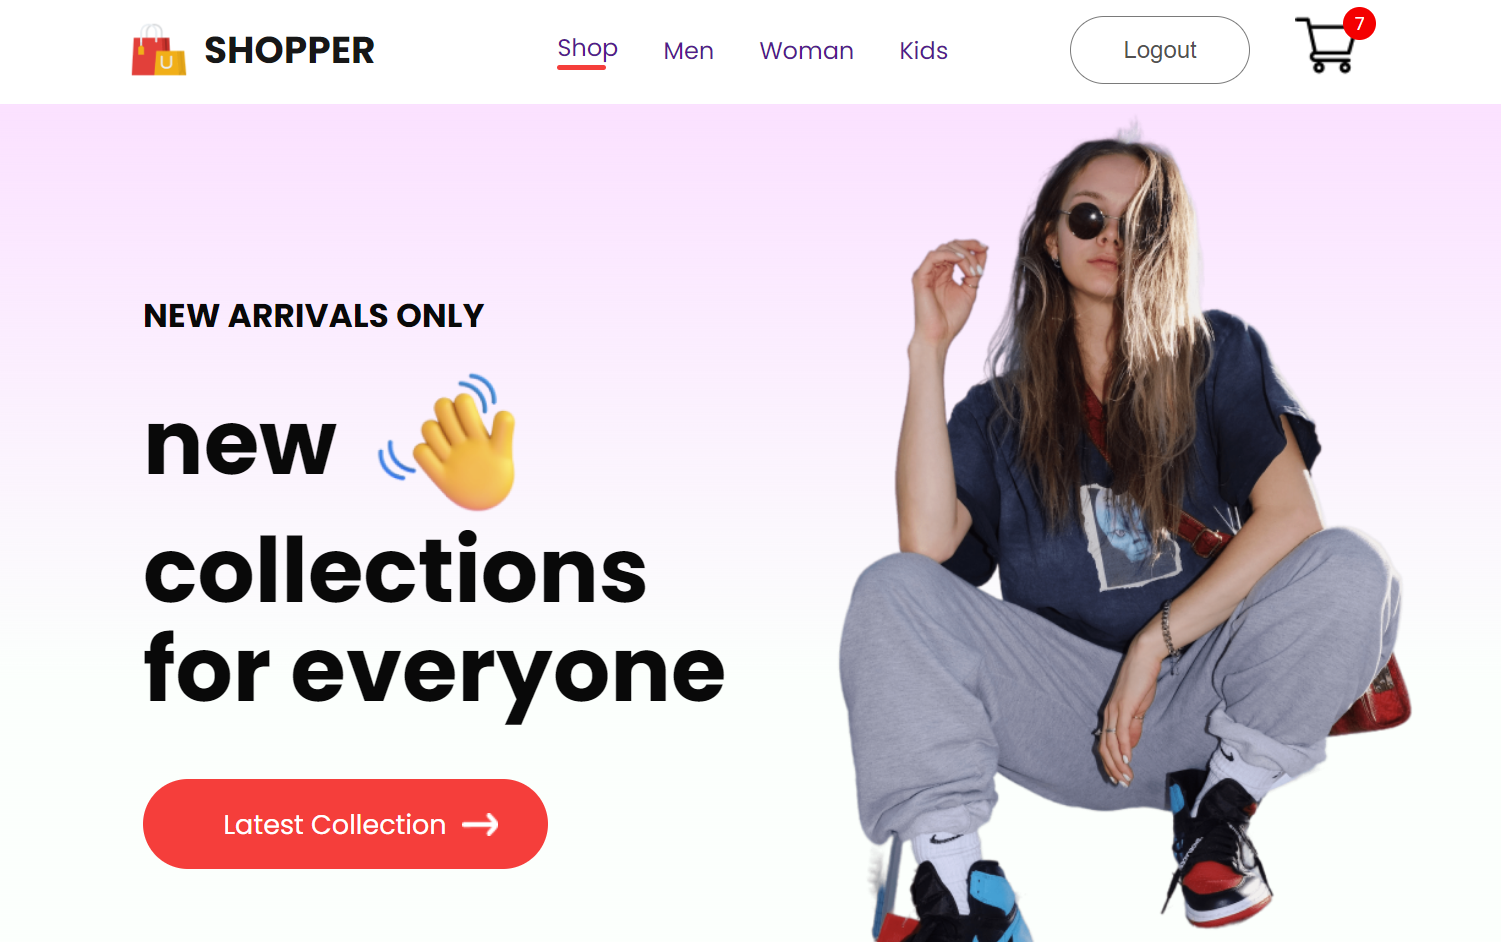 U
SHOPPER
Shop
Men
Woman
Kids
Logout
7
NEW ARRIVALS ONLY
new
collections
for everyone
Latest Collection